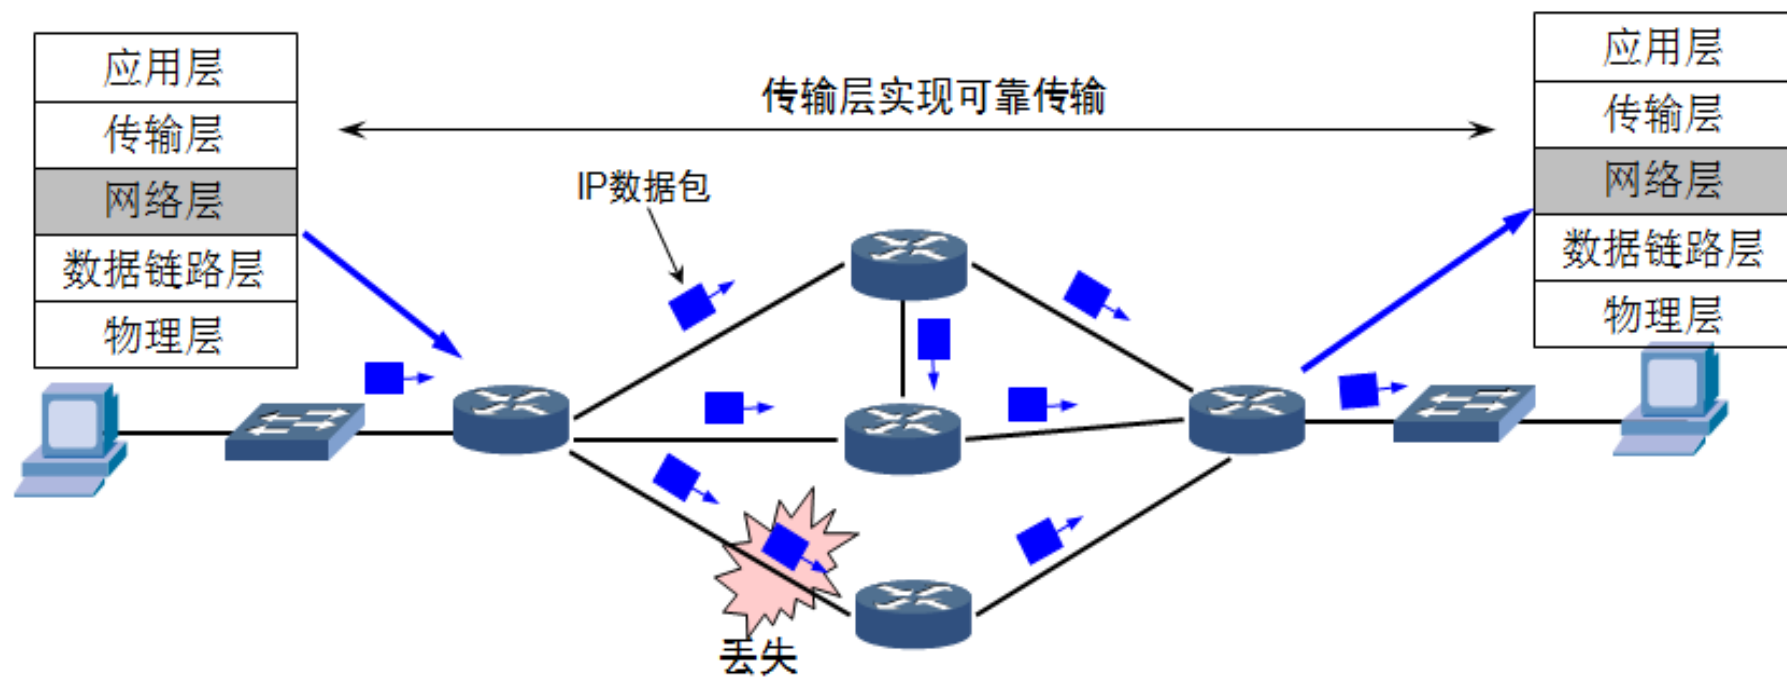 应用层
传输层
网络层
数据链路层
物理层
传输层实现可靠传输
IP数据包
丢失
应用层
传输层
网络层
数据链路层
物理层